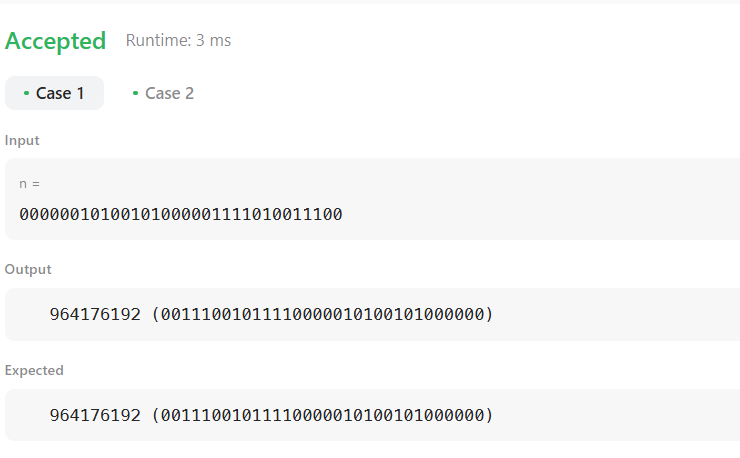 Accepted Runtime: 3 ms
• Case 1 • Case 2
Input
n =
00000010100101000001111010011100
Output
964176192 (00111001011110000010100101000000)
Expected
964176192 (00111001011110000010100101000000)